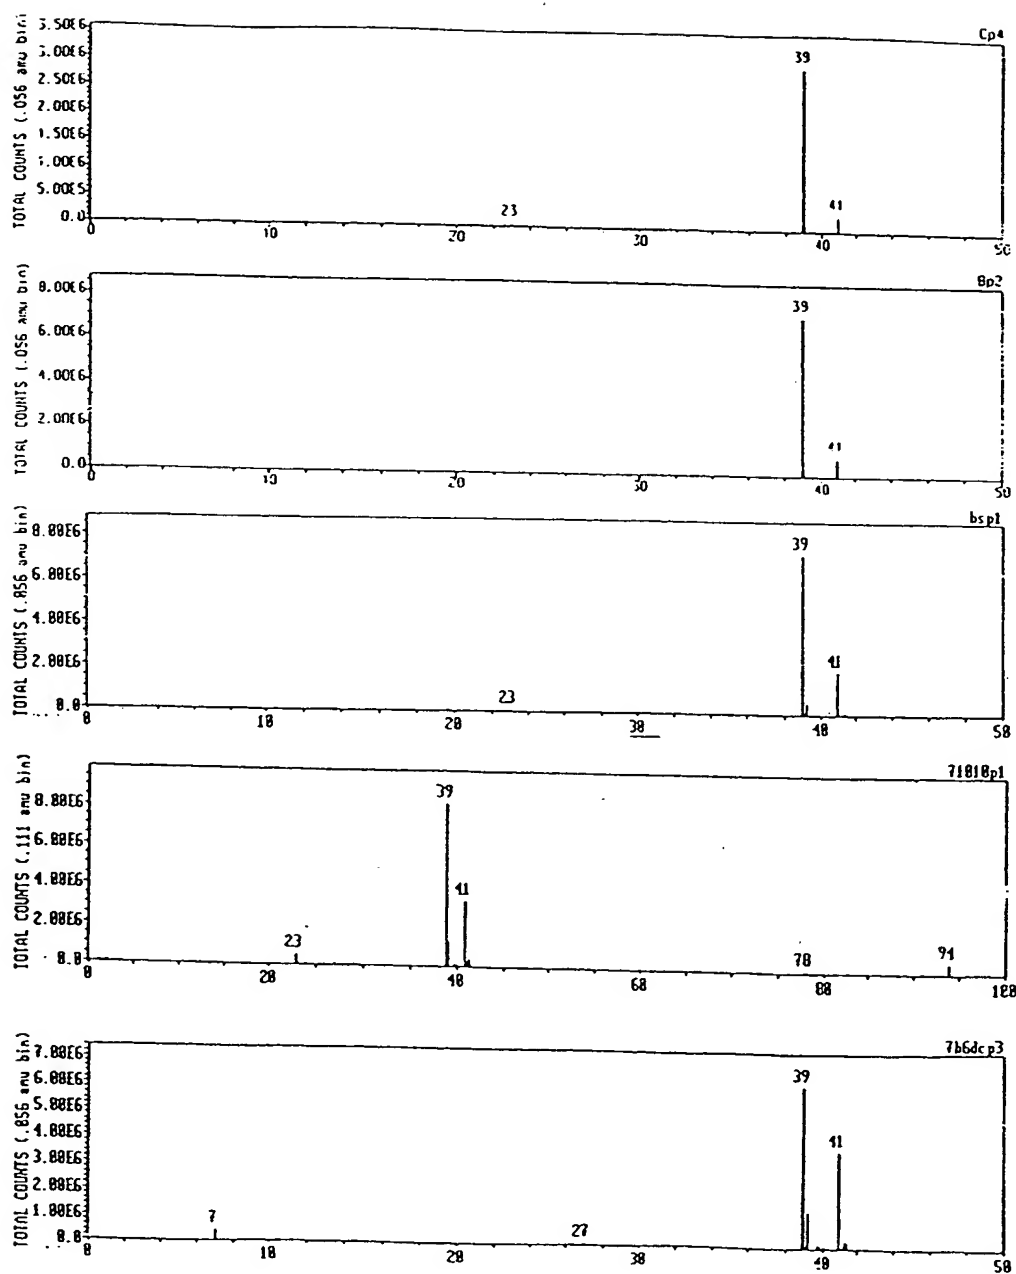 TOTAL COUNTS (.056 amu bin)
3.50E6
3.00E6
2.50E6
2.00E6
1.50E6
1.00E6
5.00E5
0.0
Cp4
23
39
41
0 10 20 30 40 50
TOTAL COUNTS (.056 amu bin)
8.00E6
6.00E6
4.00E6
2.00E6
0.0
Bp2
39
41
0 10 20 30 40 50
TOTAL COUNTS (.056 amu bin)
8.00E6
6.00E6
4.00E6
2.00E6
0.0
bsp1
23
39
41
0 10 20 30 40 50
TOTAL COUNTS (.111 amu bin)
8.00E6
6.00E6
4.00E6
2.00E6
0.0
71010p1
23
39
41
78
94
0 20 40 60 80 100
TOTAL COUNTS (.056 amu bin)
7.00E6
6.00E6
5.00E6
4.00E6
3.00E6
2.00E6
1.00E6
0.0
7b6dcp3
7
27
39
41
0 10 20 30 40 50